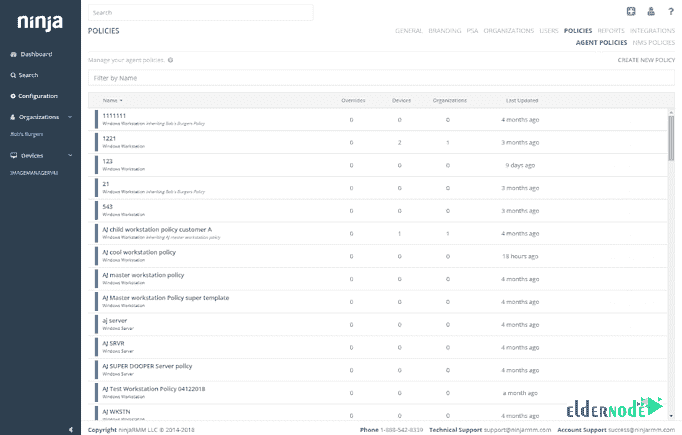 ninja
Search
POLICIES
GENERAL BRANDING PSA ORGANIZATIONS USERS POLICIES REPORTS INTEGRATIONS
AGENT POLICIES NMS POLICIES
Manage your agent policies.
CREATE NEW POLICY
Filter by Name
Dashboard
Search
Configuration
Organizations
Bob's Burgers
Devices
Name Overrides Devices Organizations Last Updated
1111111
Windows Workstation inheriting Bob's Burgers Policy
0 0 0 4 months ago
1221
Windows Workstation
0 2 1 3 months ago
123
Windows Workstation
0 0 0 9 days ago
21
Windows Workstation inheriting Bob's Burgers Policy
0 0 0 3 months ago
543
Windows Workstation
0 0 0 3 months ago
AJ child workstation policy customer A
Windows Workstation inheriting AJ master workstation policy
0 1 1 4 months ago
AJ cool workstation policy
Windows Workstation
0 0 0 18 hours ago
AJ master workstation policy
Windows Workstation
0 0 0 4 months ago
AJ Master workstation Policy super template
Windows Workstation
0 0 0 4 months ago
aj server
Windows Server
0 0 0 4 months ago
AJ SRVR
Windows Server
0 0 0 4 months ago
AJ SUPER DOOPER Server policy
Windows Server
0 0 0 4 months ago
AJ Test Workstation Policy 04122018
Windows Workstation
0 0 0 a month ago
AJ WKSTN
Windows Workstation
0 0 0 4 months ago
eldernode
Copyright NinjaRMM LLC © 2014-2018
Phone 1-888-542-8339 Technical Support support@ninjarmm.com Account Support success@ninjarmm.com